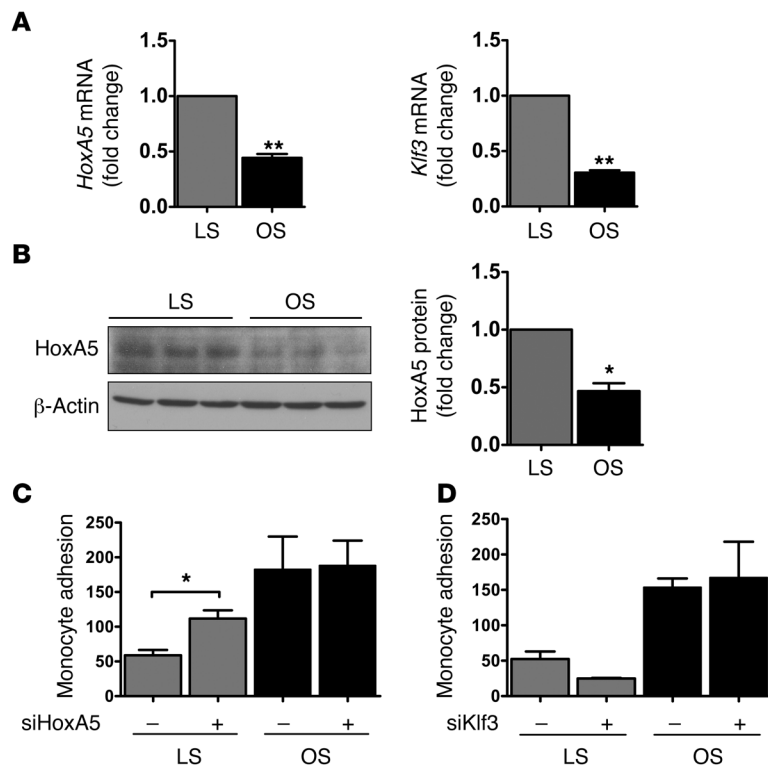 A
HoxA5 mRNA
(fold change)
1.5
1.0
0.5
0.0
**
LS OS
Klf3 mRNA
(fold change)
1.5
1.0
0.5
0.0
**
LS OS
B
LS OS
HoxA5
β-Actin
HoxA5 protein
(fold change)
1.5
1.0
0.5
0.0
*
LS OS
C
Monocyte adhesion
250
200
150
100
50
0
*
siHoxA5 – + – +
LS OS
D
Monocyte adhesion
250
200
150
100
50
0
siKlf3 – + – +
LS OS